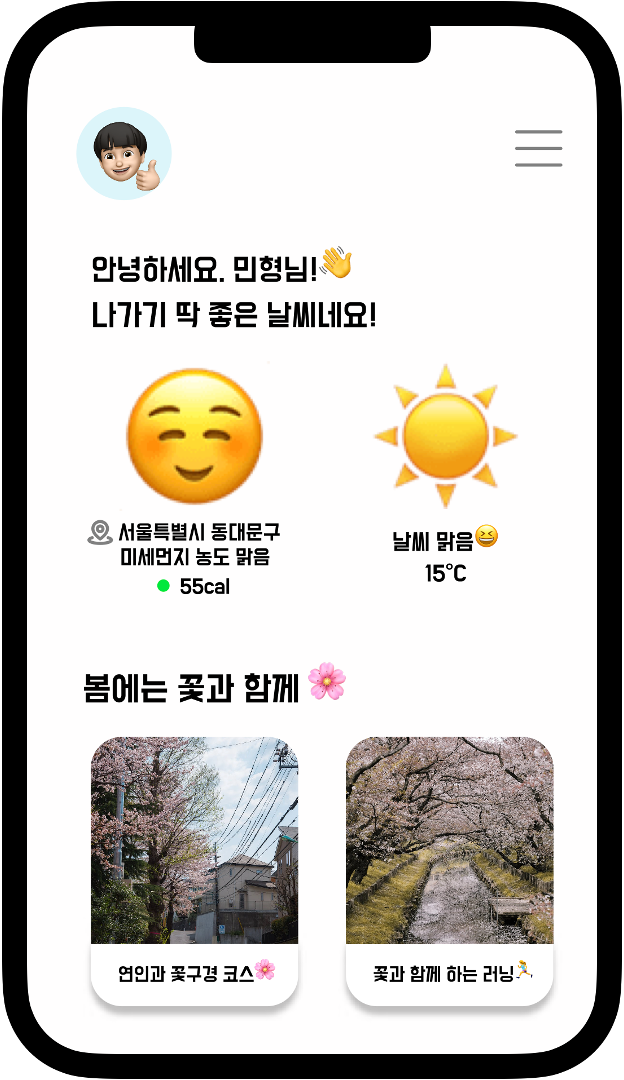 안녕하세요. 민형님!👋
나가기 딱 좋은 날씨네요!
서울특별시 동대문구
미세먼지 농도 맑음
55cal
날씨 맑음😆
15°C
봄에는 꽃과 함께 🌸
연인과 꽃구경 코스🌸
꽃과 함께 하는 러닝🏃‍♀️